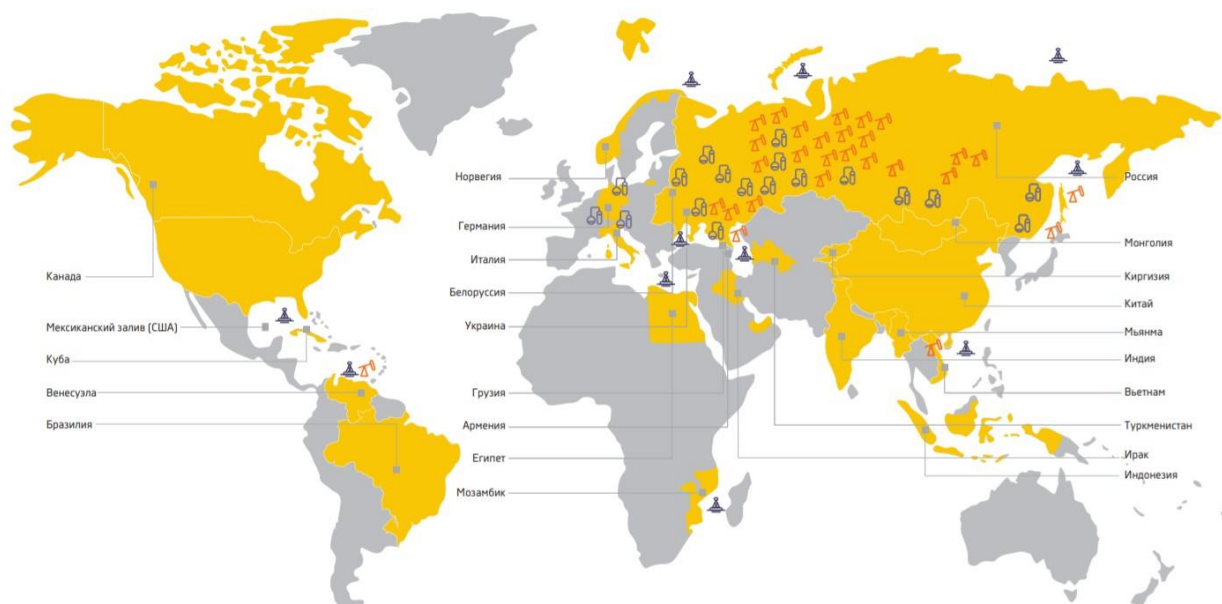 Канада
Мексиканский залив (США)
Куба
Венесуэла
Бразилия
Норвегия
Германия
Италия
Белоруссия
Украина
Грузия
Армения
Египет
Мозамбик
Россия
Монголия
Киргизия
Китай
Мьянма
Индия
Вьетнам
Туркменистан
Ирак
Индонезия